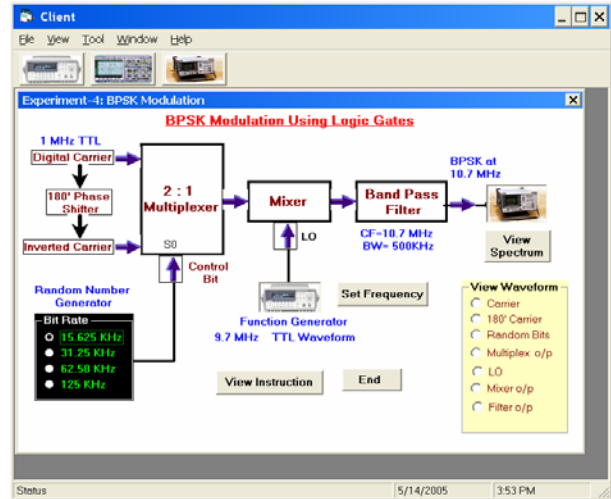 Client
File View Tool Window Help
Experiment-4: BPSK Modulation
BPSK Modulation Using Logic Gates
1 MHz TTL
Digital Carrier
180' Phase
Shifter
Inverted Carrier
2 : 1
Multiplexer
S0
Control
Bit
Mixer
LO
Band Pass
Filter
CF=10.7 MHz
BW= 500KHz
BPSK at
10.7 MHz
View
Spectrum
Random Number
Generator
Bit Rate
15.625 KHz
31.25 KHz
62.50 KHz
125 KHz
Function Generator
9.7 MHz TTL Waveform
Set Frequency
View Instruction
End
View Waveform
Carrier
180' Carrier
Random Bits
Multiplex o/p
LO
Mixer o/p
Filter o/p
Status
5/14/2005
3:53 PM